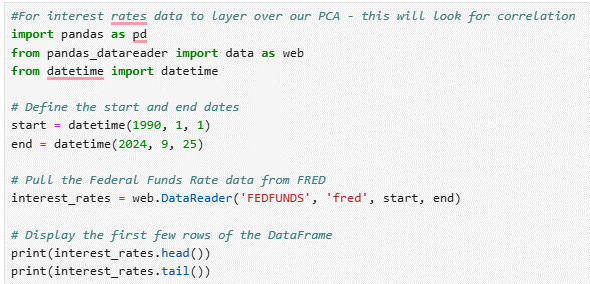 #For interest rates data to layer over our PCA - this will look for correlation
import pandas as pd
from pandas_datareader import data as web
from datetime import datetime
# Define the start and end dates
start = datetime(1990, 1, 1)
end = datetime(2024, 9, 25)
# Pull the Federal Funds Rate data from FRED
interest_rates = web.DataReader('FEDFUNDS', 'fred', start, end)
# Display the first few rows of the DataFrame
print(interest_rates.head())
print(interest_rates.tail())